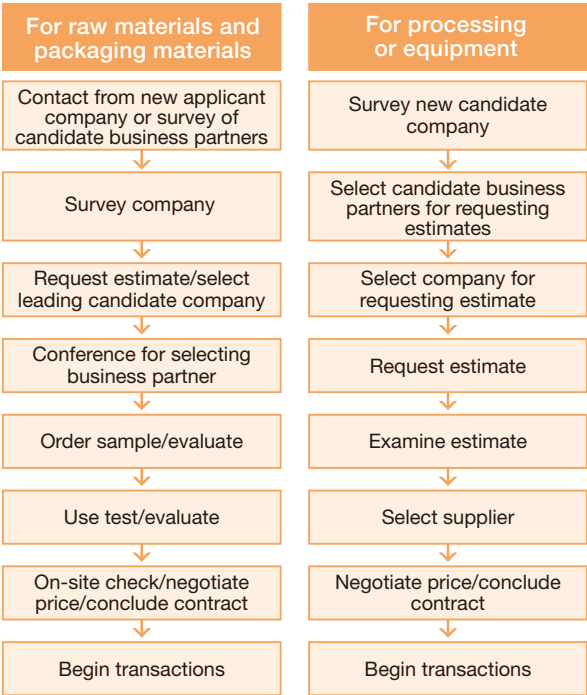 For raw materials and
packaging materials
Contact from new applicant
company or survey of
candidate business partners
Survey company
Request estimate/select
leading candidate company
Conference for selecting
business partner
Order sample/evaluate
Use test/evaluate
On-site check/negotiate
price/conclude contract
Begin transactions
For processing
or equipment
Survey new candidate
company
Select candidate business
partners for requesting
estimates
Select company for
requesting estimate
Request estimate
Examine estimate
Select supplier
Negotiate price/conclude
contract
Begin transactions